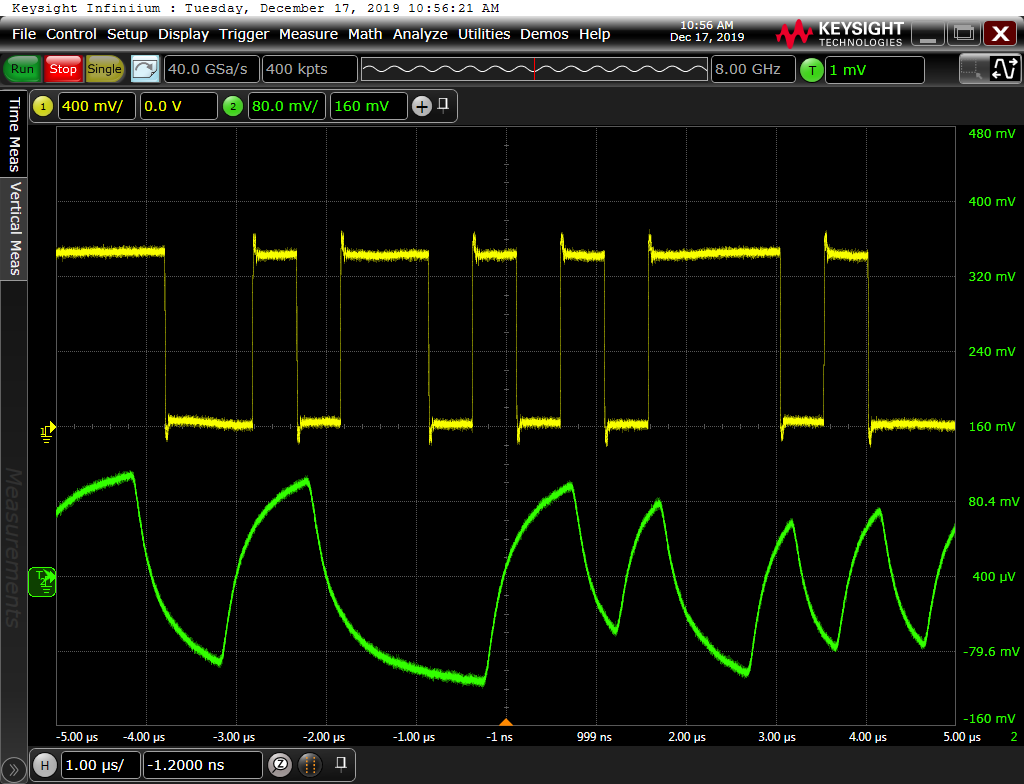 Keysight Infiniium : Tuesday, December 17, 2019 10:56:21 AM
File Control Setup Display Trigger Measure Math Analyze Utilities Demos Help
10:56 AM
Dec 17, 2019
KEYSIGHT
TECHNOLOGIES
Run Stop Single 40.0 GSa/s 400 kpts 8.00 GHz T 1 mV
1 400 mV/ 0.0 V 2 80.0 mV/ 160 mV
Time Meas
Vertical Meas
Measurements
480 mV
400 mV
320 mV
240 mV
160 mV
80.4 mV
400 µV
-79.6 mV
-160 mV
-5.00 µs -4.00 µs -3.00 µs -2.00 µs -1.00 µs -1 ns 999 ns 2.00 µs 3.00 µs 4.00 µs 5.00 µs 2
H 1.00 µs/ -1.2000 ns